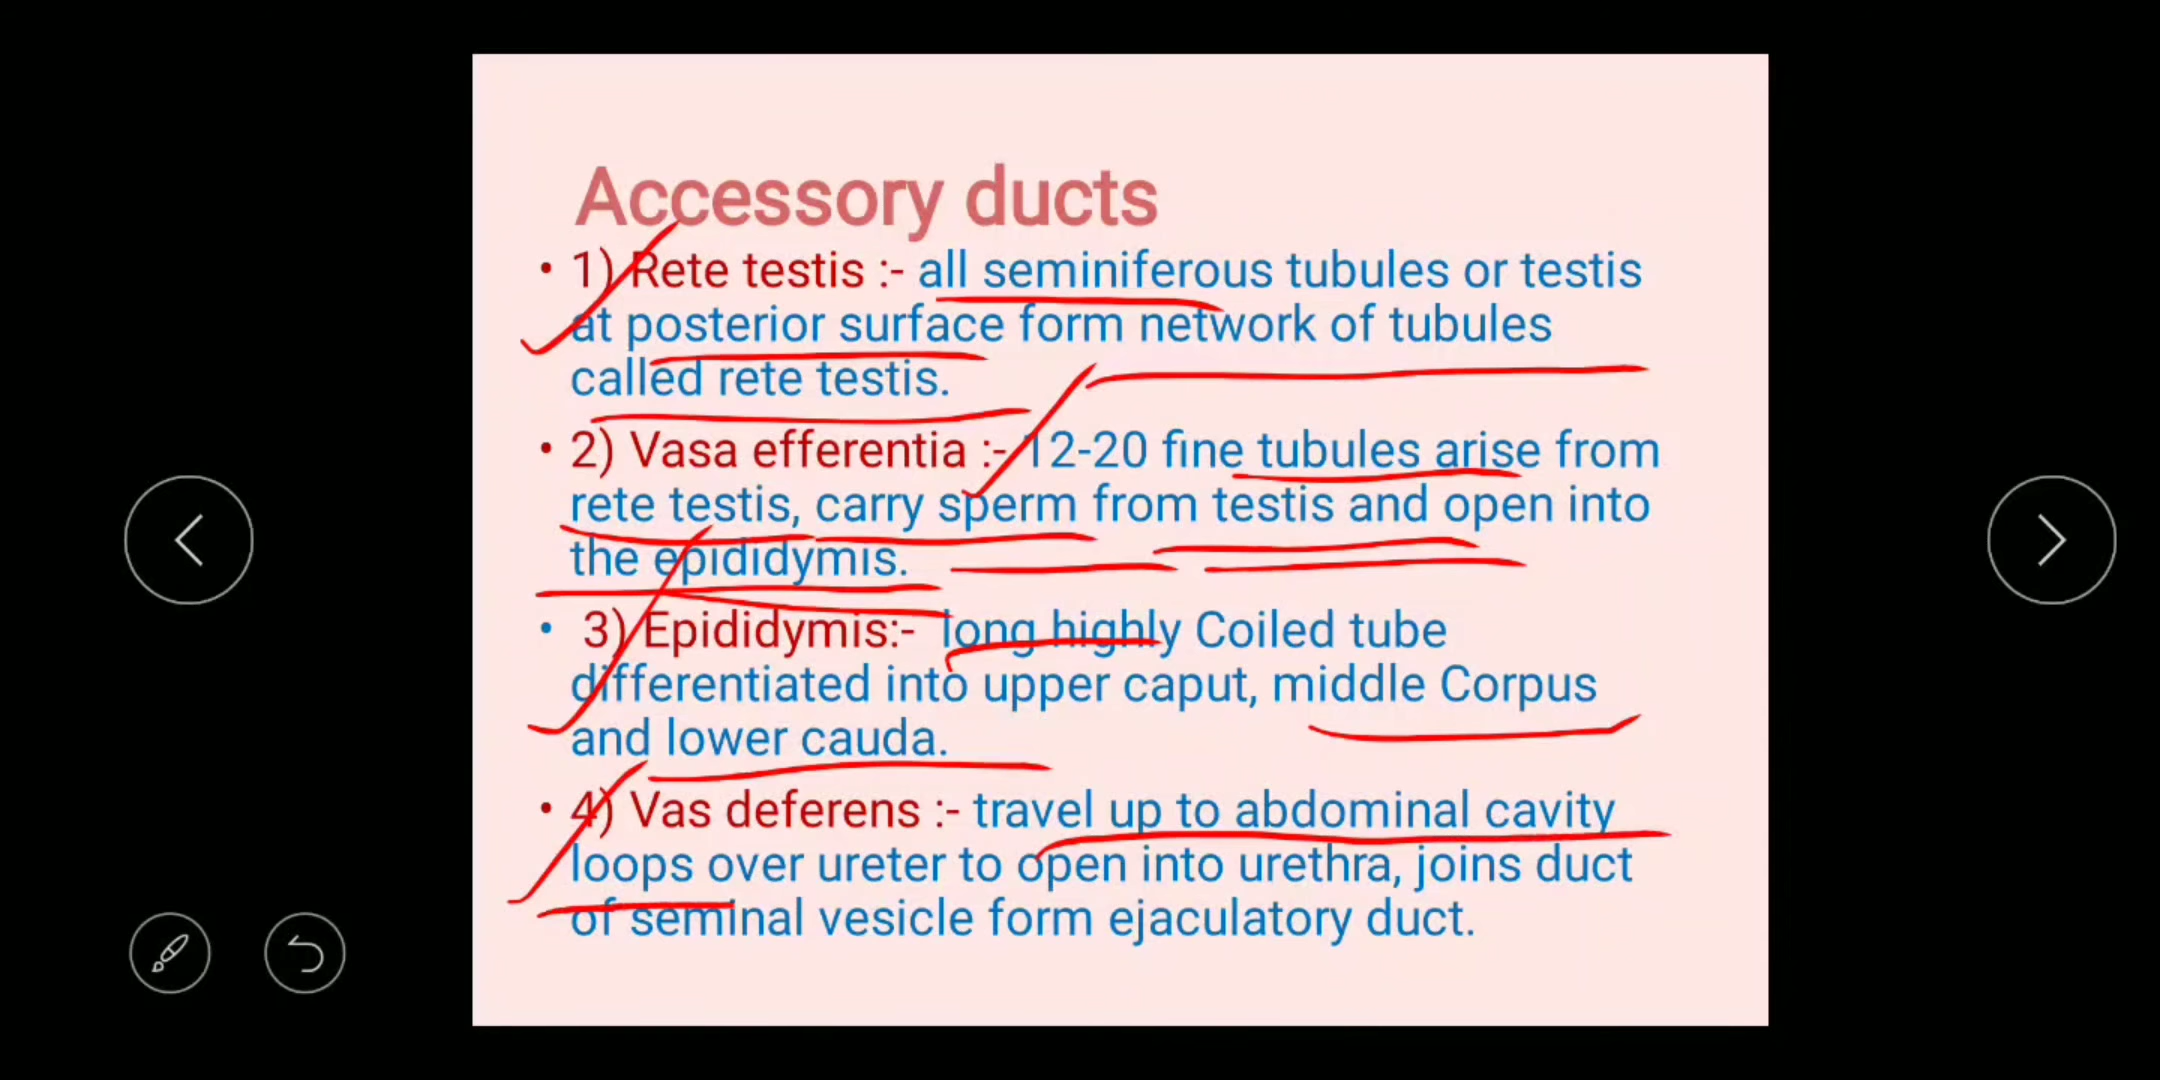 Accessory ducts
• 1) Rete testis :- all seminiferous tubules or testis
at posterior surface form network of tubules
called rete testis.
• 2) Vasa efferentia :- 12-20 fine tubules arise from
rete testis, carry sperm from testis and open into
the epididymis.
• 3) Epididymis:- long highly Coiled tube
differentiated into upper caput, middle Corpus
and lower cauda.
• 4) Vas deferens :- travel up to abdominal cavity
loops over ureter to open into urethra, joins duct
of seminal vesicle form ejaculatory duct.